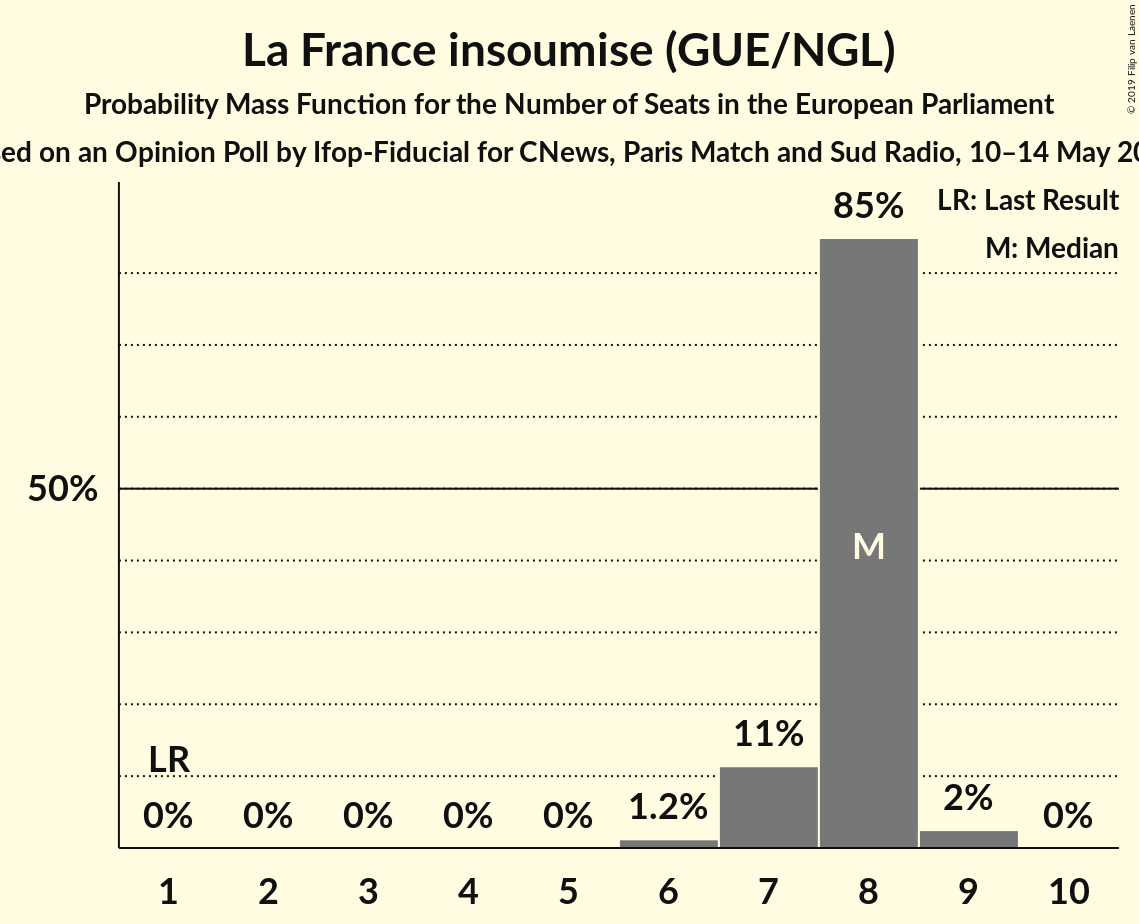 La France insoumise (GUE/NGL)
Probability Mass Function for the Number of Seats in the European Parliament
on an Opinion Poll by Ifop-Fiducial for CNews, Paris Match and Sud Radio, 10–14 May
© 2019 Filip van Laenen
LR: Last Result
M: Median
85%
50%
M
11%
LR
0% 0% 0% 0% 0% 1.2% 2% 0%
1 2 3 4 5 6 7 8 9 10